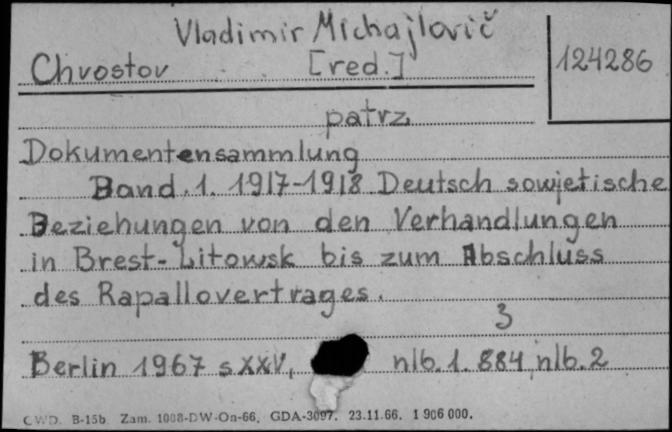 Vladimir Michajlovič
Chvostov [red.]
124286
patrz
Dokumentensammlung
Band. 1. 1917-1918 Deutsch sowjetische
Beziehungen von den Verhandlungen
in Brest-Litowsk bis zum Abschluss
des Rapallovertrages.
3
Berlin 1967 s. XXV, nlb. 1. 884, nlb. 2
CWD. B-15b. Zam. 1008-DW-On-66, GDA-3097. 23.11.66. 1 906 000.